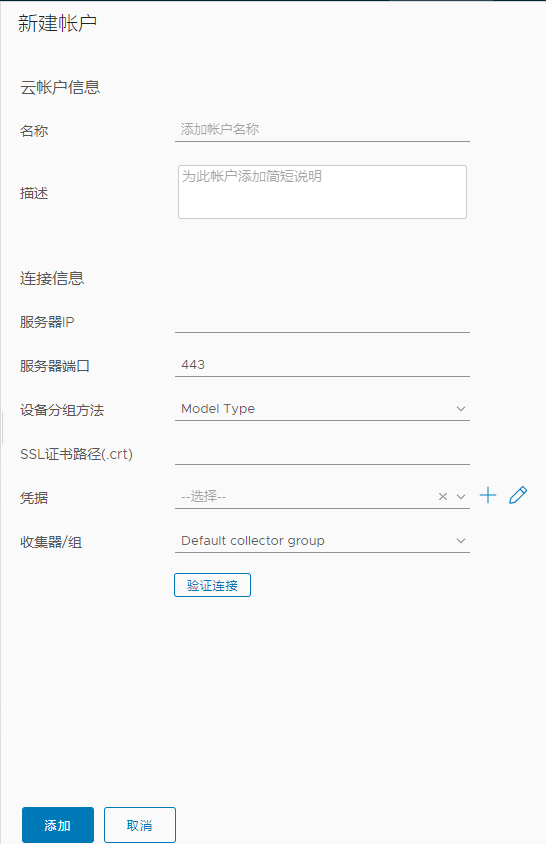 新建帐户
云帐户信息
名称 添加帐户名称
描述 为此帐户添加简短说明
连接信息
服务器IP
服务器端口 443
设备分组方法 Model Type
SSL证书路径(.crt)
凭据 --选择--
收集器/组 Default collector group
验证连接
添加 取消